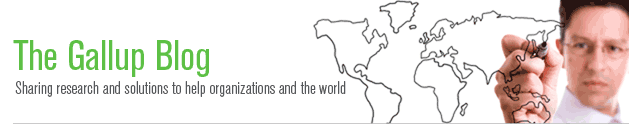 The Gallup Blog
Sharing research and solutions to help organizations and the world